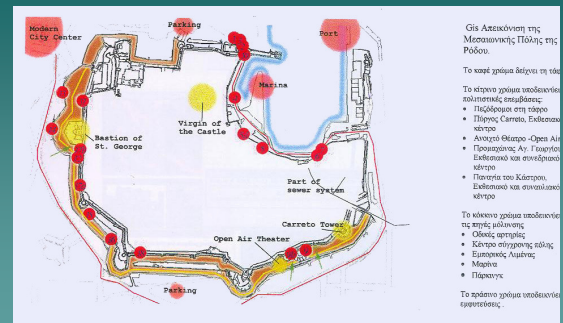 Modern
City Center
Parking
Port
Marina
Virgin of
the Castle
Bastion of
St. George
Part of
sewer system
Carreto Tower
Open Air Theater
Parking
Gis Απεικόνιση της
Μεσαιωνικής Πόλης της
Ρόδου.
Το καφέ χρώμα δείχνει τη
Το κίτρινο χρώμα υποδεικνύει
πολιτιστικές επεμβάσεις:
• Πεζόδρομοι στη τάφρο
• Πύργος Carreto, Εκθεσιακό
κέντρο
• Ανοιχτό Θέατρο -Open Air
• Προμαχώνας Αγ. Γεωργίου
Εκθεσιακό και συνεδριακό
κέντρο
• Παναγία του Κάστρου,
Εκθεσιακό και συναυλιακό
κέντρο
Το κόκκινο χρώμα υποδεικνύει
τις πηγές μόλυνσης
• Οδικές αρτηρίες
• Κέντρο σύγχρονης πόλης
• Εμπορικός Λιμένας
• Μαρίνα
• Πάρκινγκ
Το πράσινο χρώμα υποδεικνύει
εμφυτεύσεις